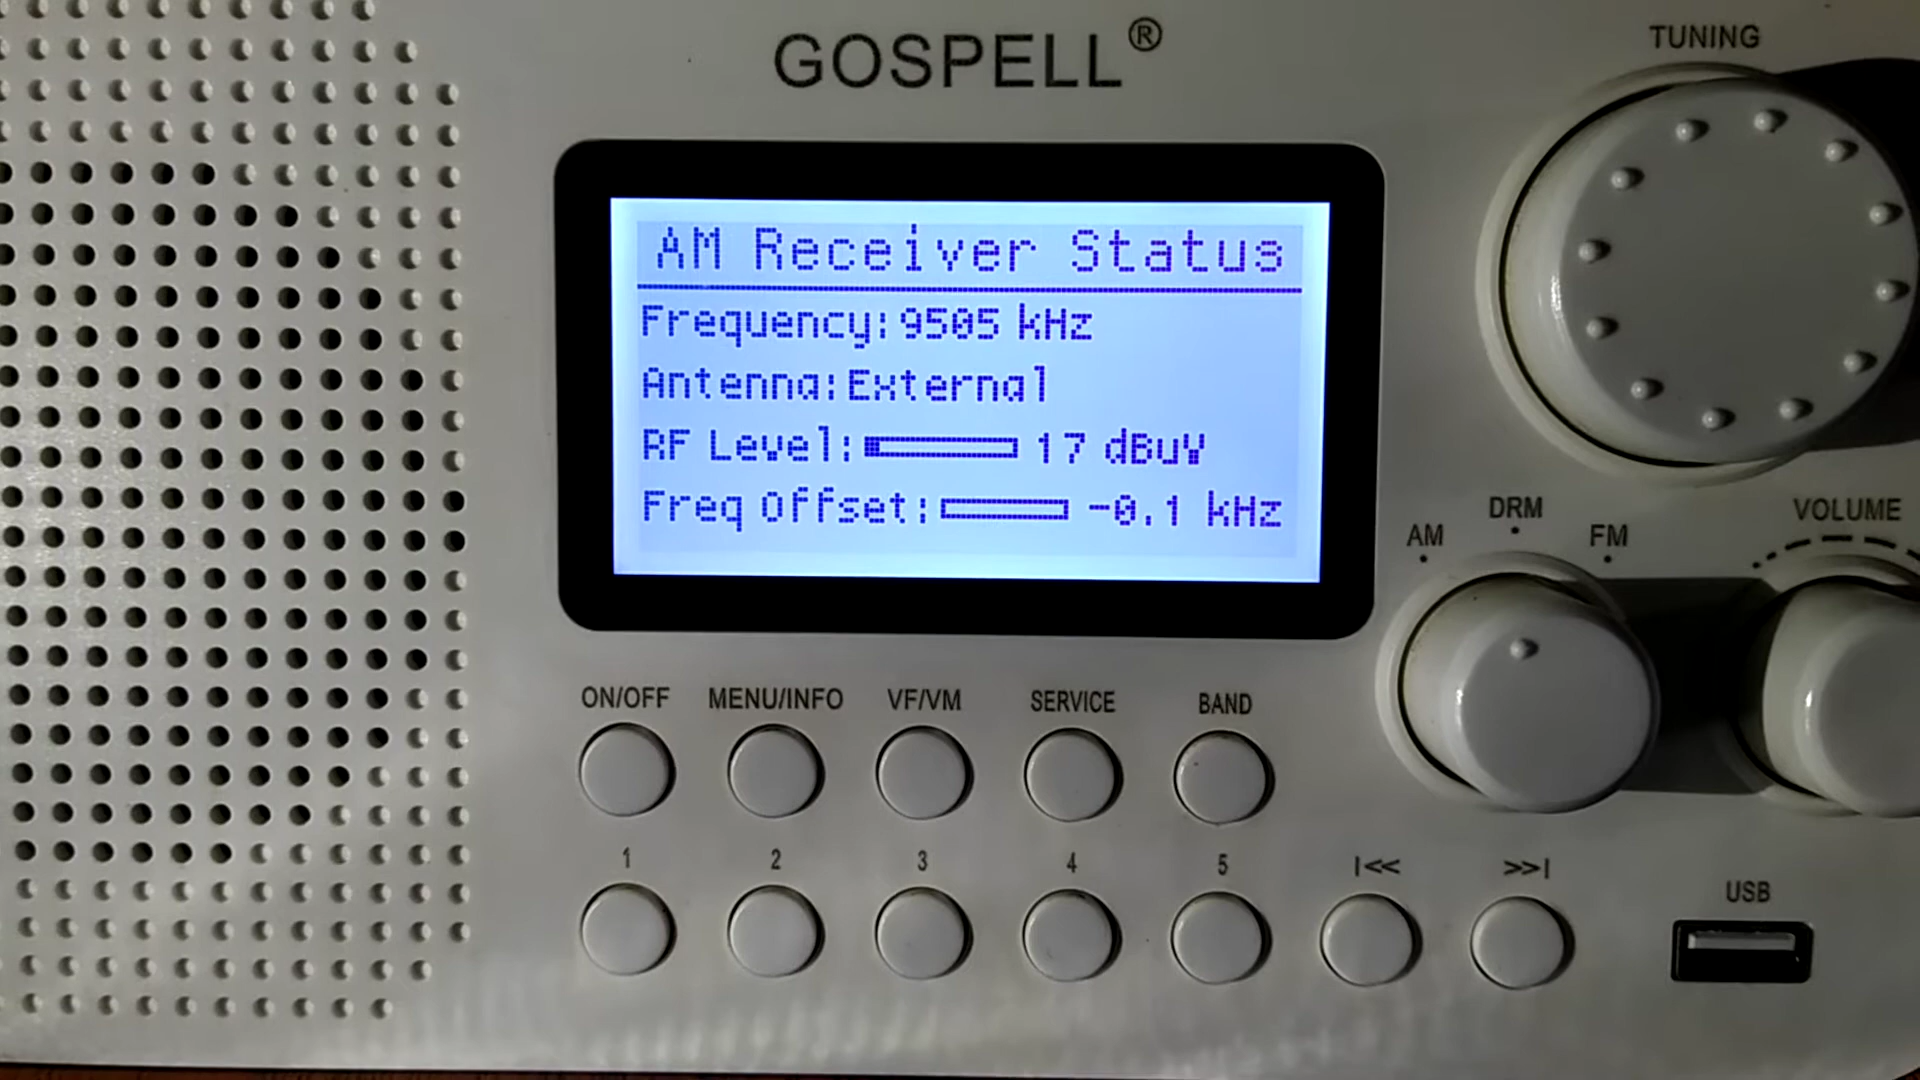 GOSPELL®
TUNING
AM Receiver Status
Frequency: 9505 kHz
Antenna: External
RF Level: 17 dBuV
Freq Offset: -0.1 kHz
AM
DRM
FM
VOLUME
ON/OFF
MENU/INFO
VF/VM
SERVICE
BAND
1
2
3
4
5
I<<
>>I
USB